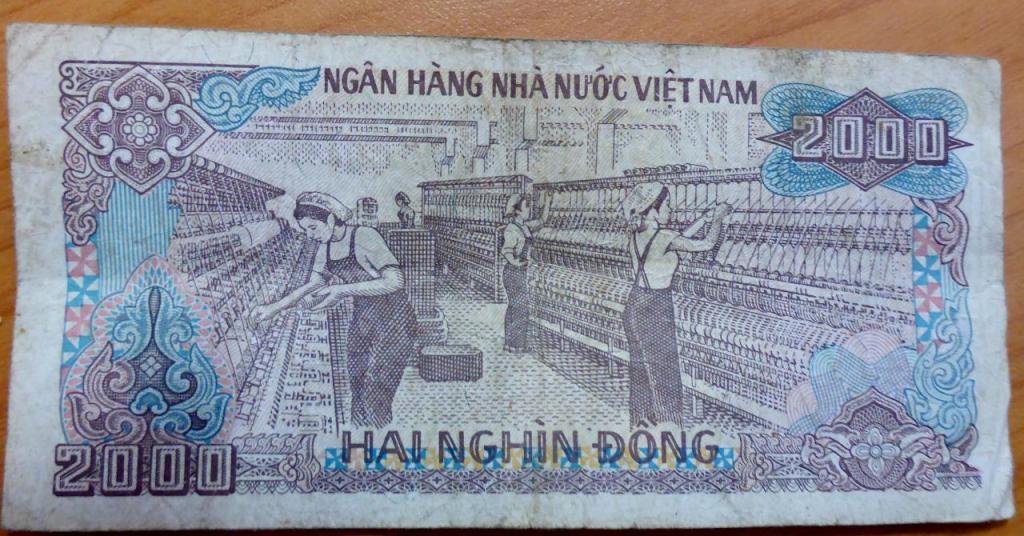 NGÂN HÀNG NHÀ NƯỚC VIỆT NAM
2000
HAI NGHÌN ĐỒNG
2000